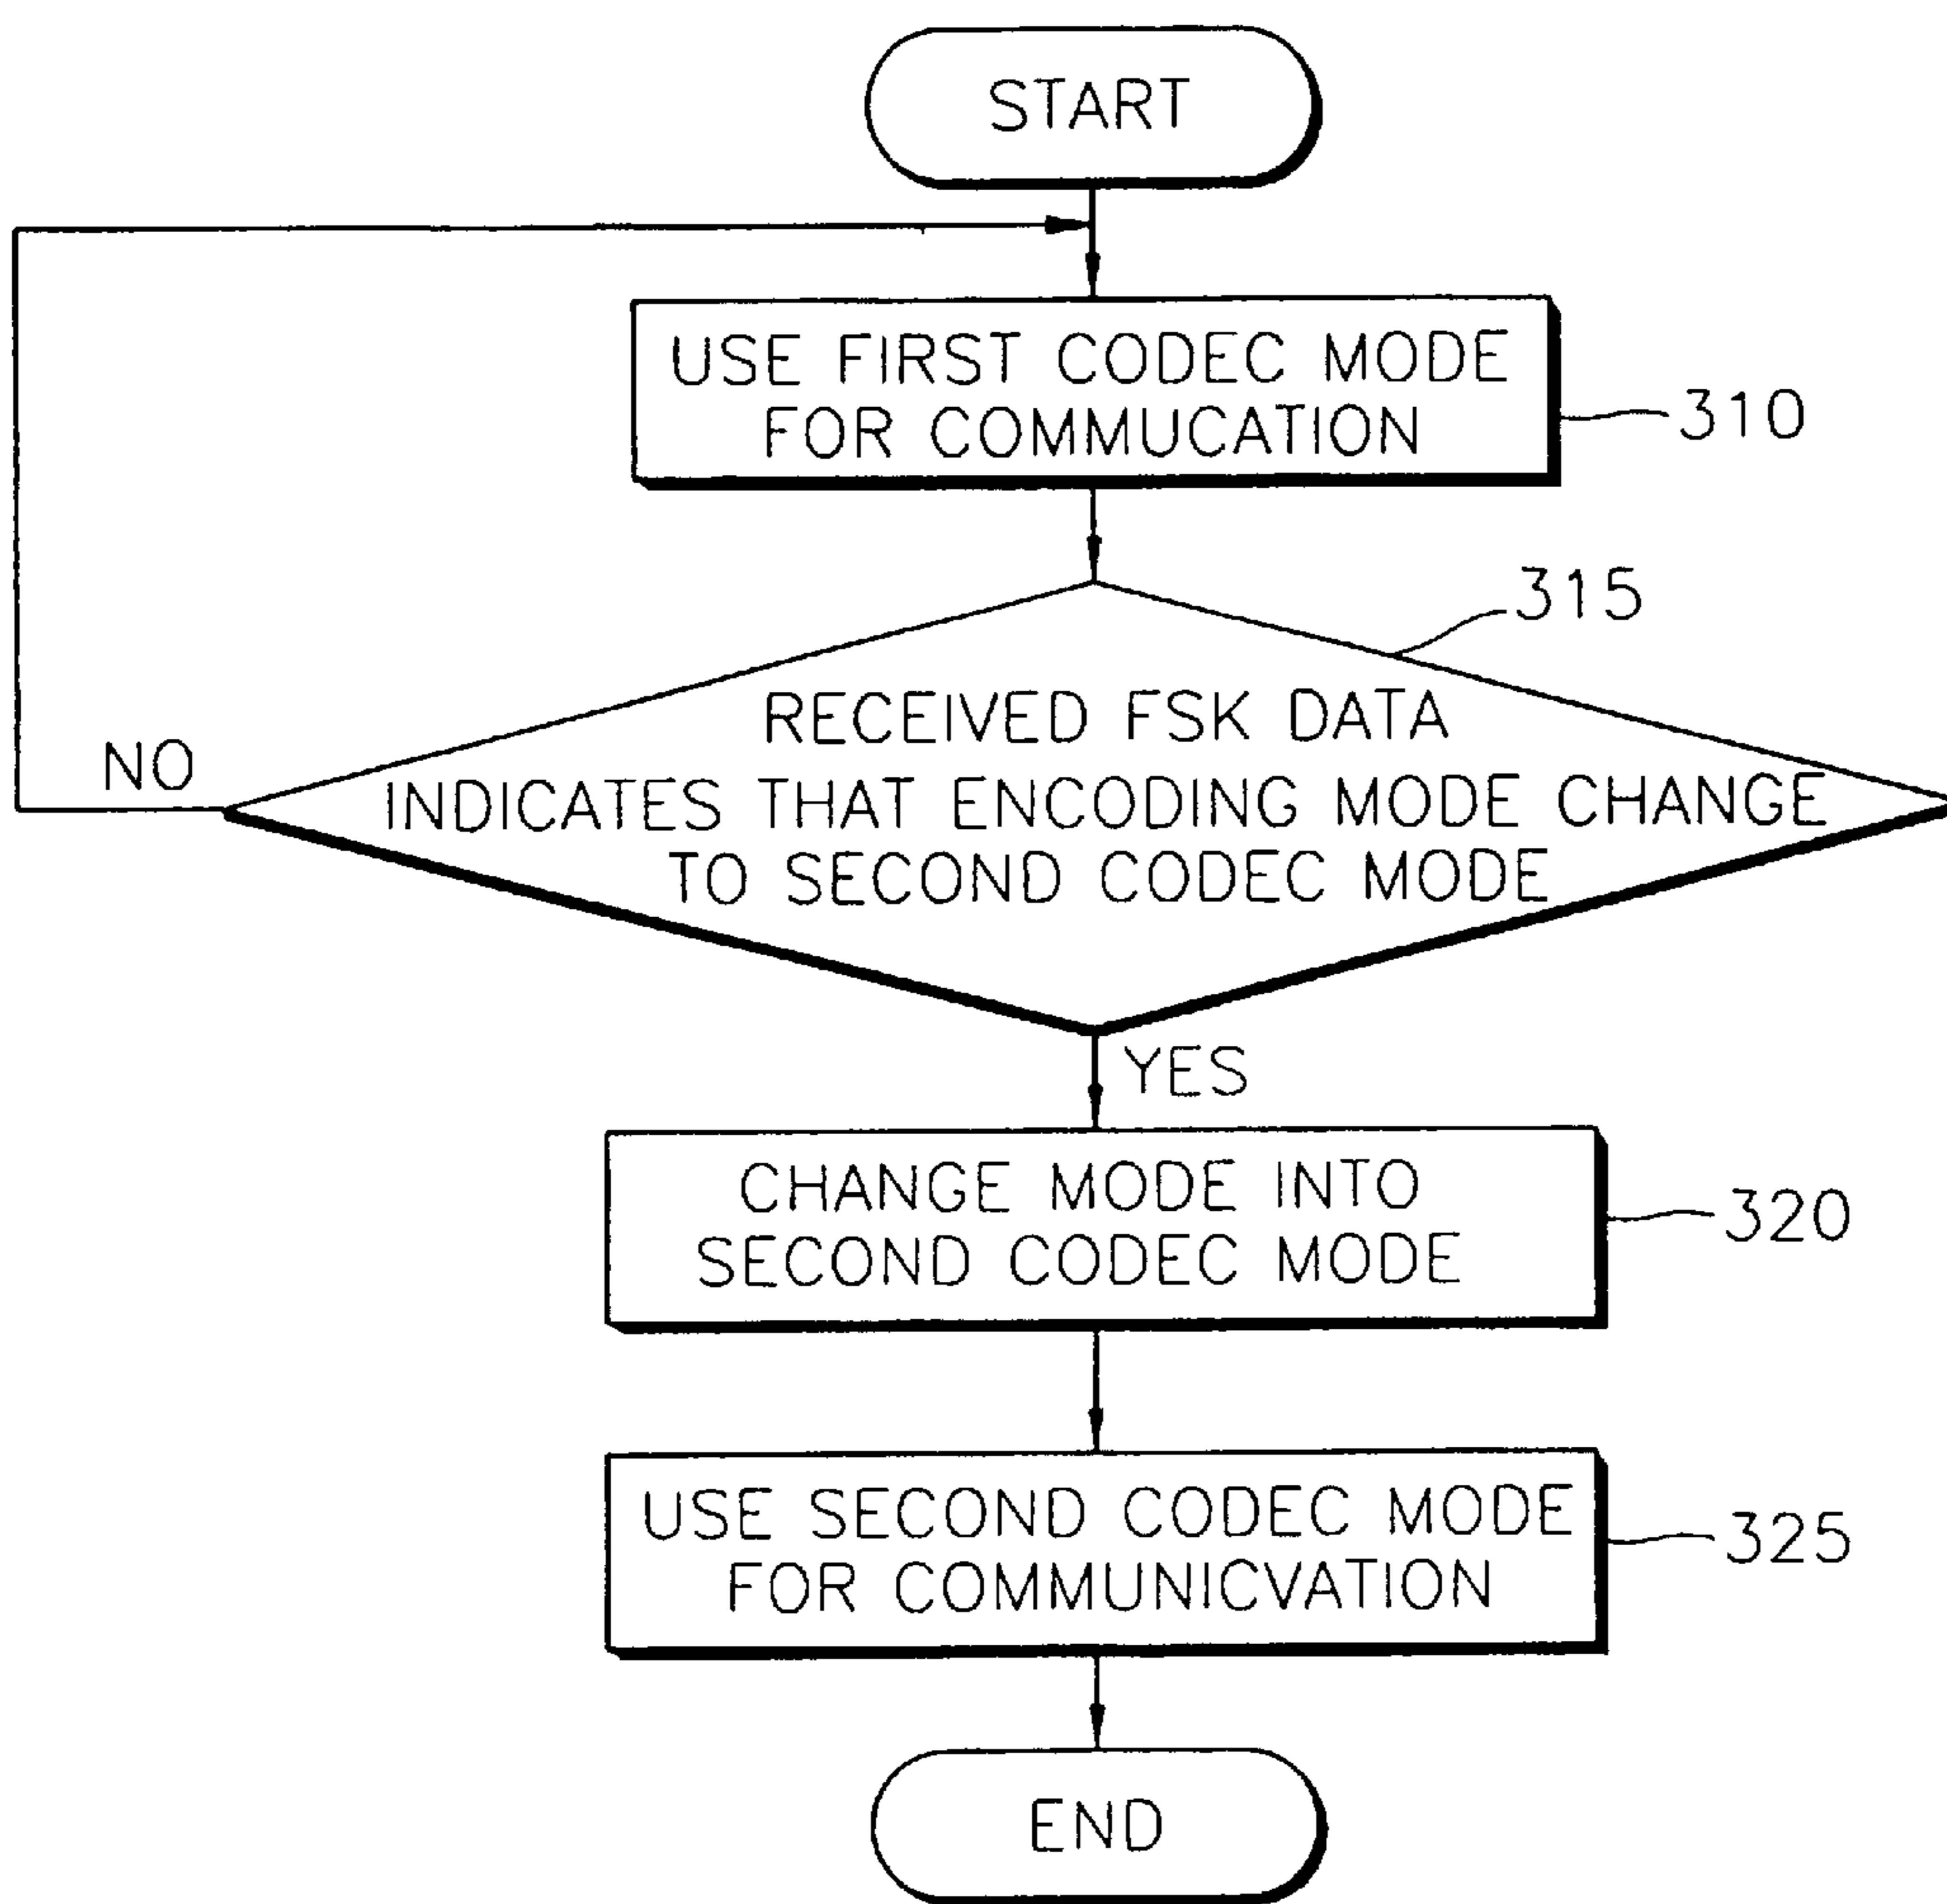 START
USE FIRST CODEC MODE
FOR COMMUCATION
310
315
RECEIVED FSK DATA
INDICATES THAT ENCODING MODE CHANGE
TO SECOND CODEC MODE
NO
YES
CHANGE MODE INTO
SECOND CODEC MODE
320
USE SECOND CODEC MODE
FOR COMMUNICVATION
325
END